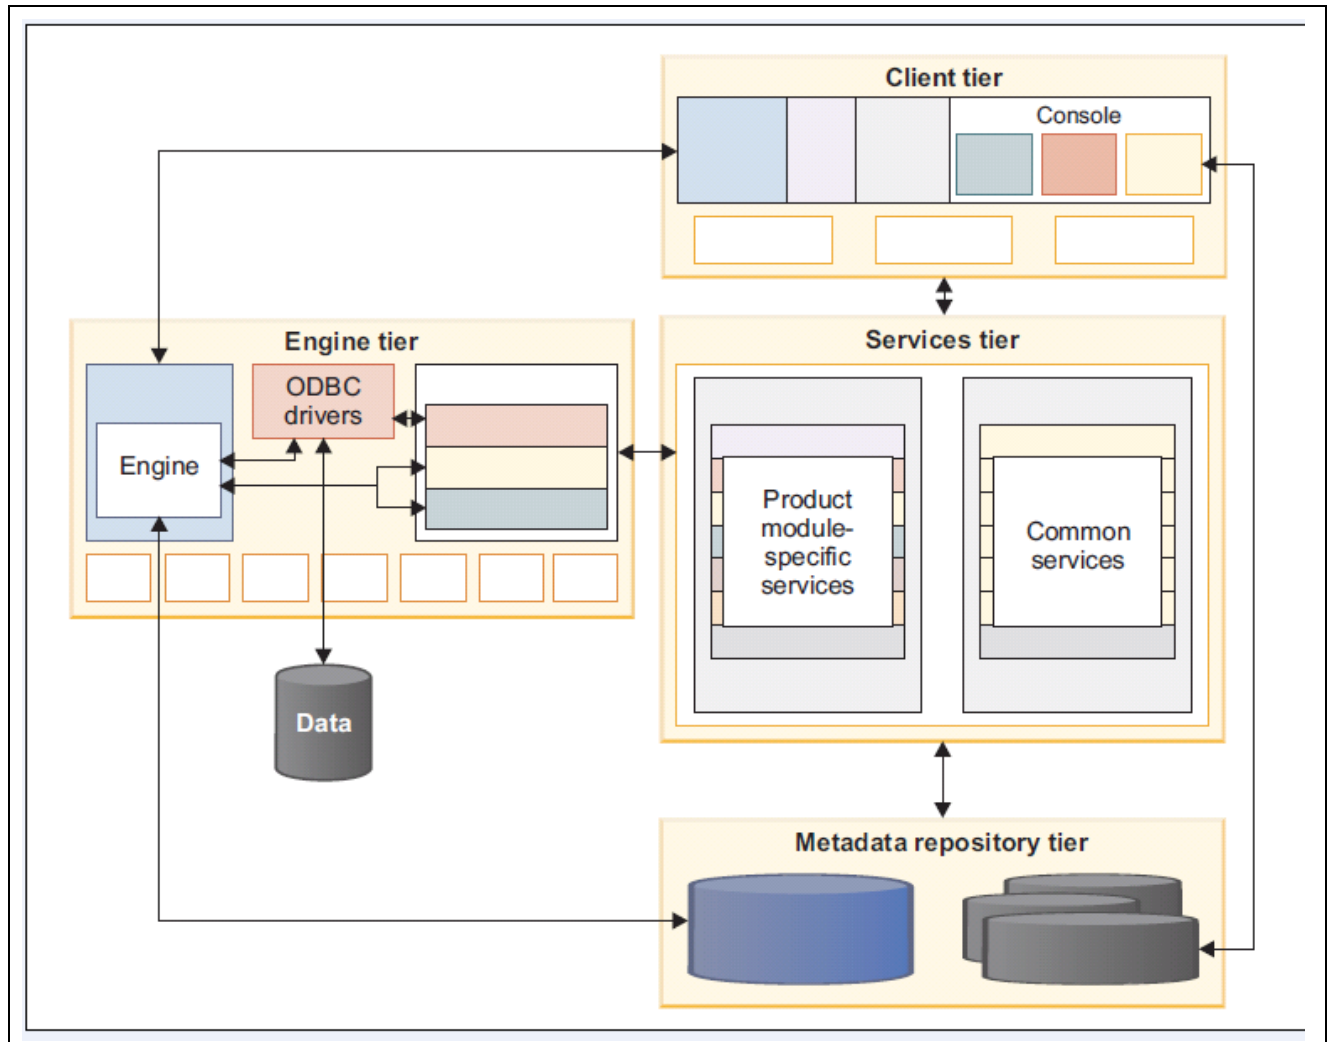 Client tier
Console
Engine tier
ODBC
drivers
Engine
Services tier
Product
module-
specific
services
Common
services
Data
Metadata repository tier